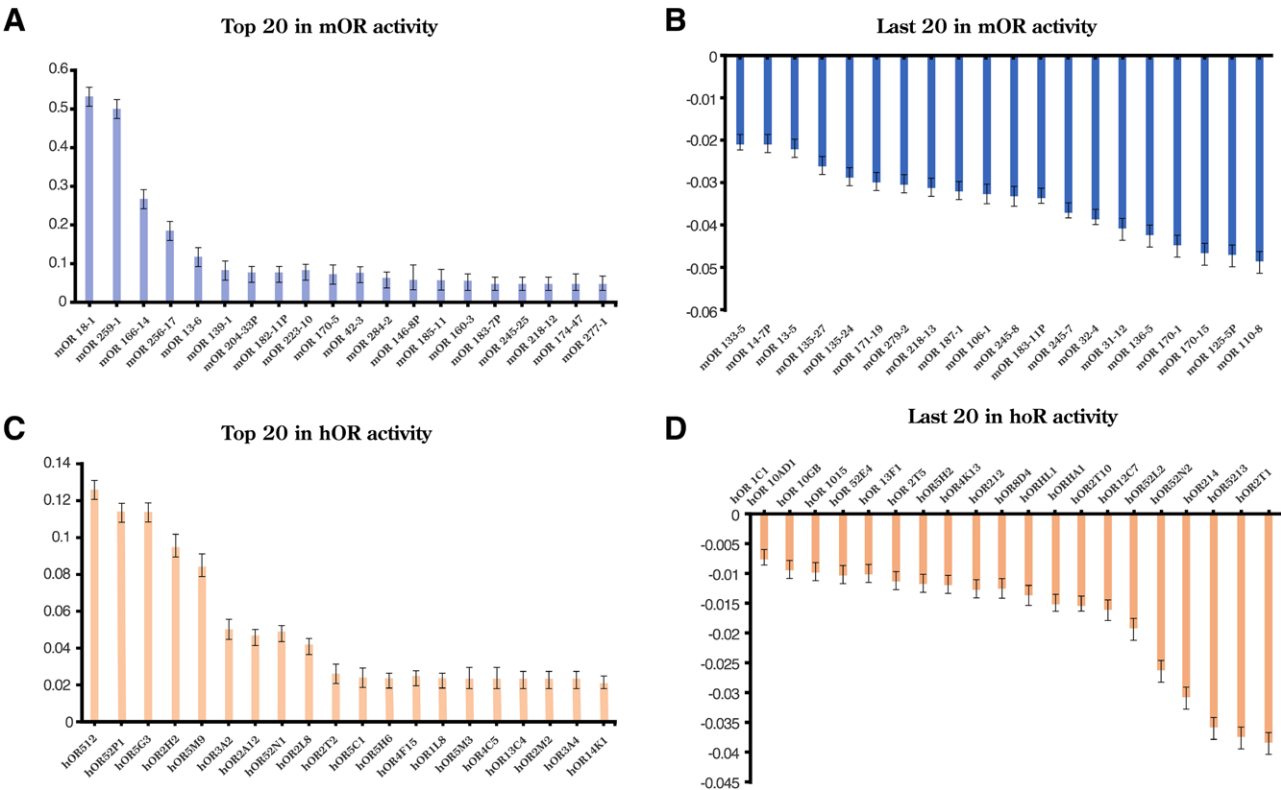 A
Top 20 in mOR activity
0.6
0.5
0.4
0.3
0.2
0.1
0
mOR 18-1
mOR 259-1
mOR 166-14
mOR 256-17
mOR 13-6
mOR 139-1
mOR 204-33P
mOR 182-11P
mOR 223-10
mOR 170-5
mOR 42-3
mOR 284-2
mOR 146-8P
mOR 185-11
mOR 160-3
mOR 183-7P
mOR 245-25
mOR 218-12
mOR 174-47
mOR 277-1
B
Last 20 in mOR activity
0
-0.01
-0.02
-0.03
-0.04
-0.05
-0.06
mOR 133-5
mOR 14-7P
mOR 13-5
mOR 135-27
mOR 135-24
mOR 171-19
mOR 279-2
mOR 218-13
mOR 187-1
mOR 106-1
mOR 245-8
mOR 183-11P
mOR 245-7
mOR 32-4
mOR 31-12
mOR 136-5
mOR 170-1
mOR 170-15
mOR 125-5P
mOR 110-8
C
Top 20 in hOR activity
0.14
0.12
0.1
0.08
0.06
0.04
0.02
0
hOR512
hOR52P1
hOR5G3
hOR2H2
hOR5M9
hOR3A2
hOR2A12
hOR52N1
hOR2L8
hOR2T2
hOR5C1
hOR5H6
hOR4F15
hOR1L8
hOR5M3
hOR4C5
hOR13C4
hOR2M2
hOR3A4
hOR14K1
D
Last 20 in hoR activity
hOR 1C1
hOR 10AD1
hOR 10GB
hOR 1015
hOR 52E4
hOR 13F1
hOR 2T5
hOR5H2
hOR4K13
hOR212
hOR8D4
hORHL1
hORHA1
hOR2T10
hOR12C7
hOR52L2
hOR52N2
hOR214
hOR5213
hOR2T1
0
-0.005
-0.01
-0.015
-0.02
-0.025
-0.03
-0.035
-0.04
-0.045